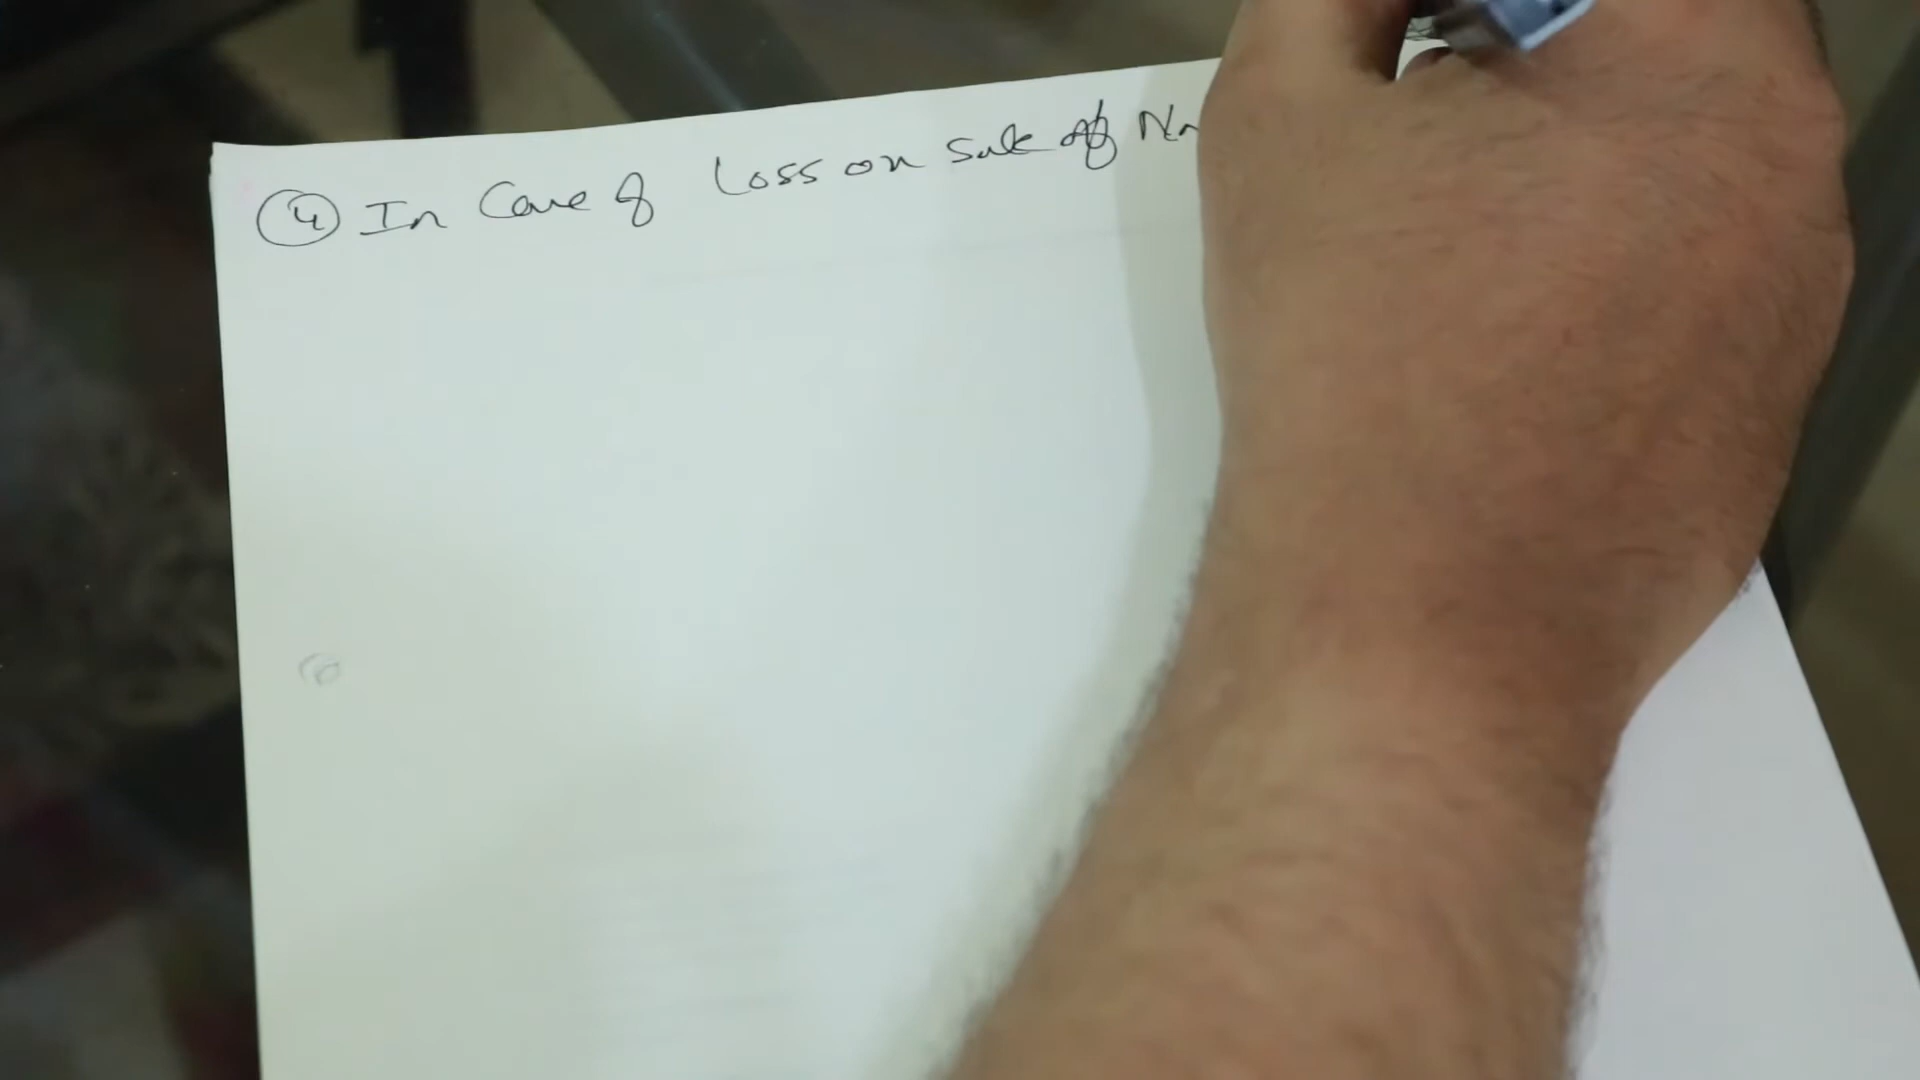 ④ In Case of Loss on Sale of